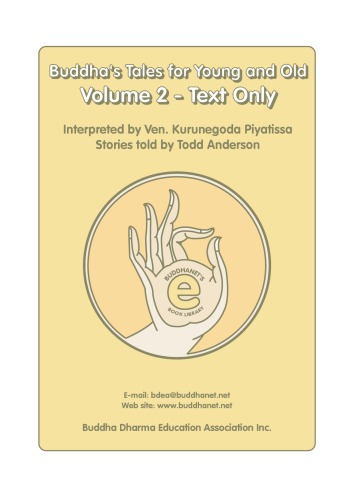 Buddha's Tales for Young and Old
Volume 2 - Text Only
Interpreted by Ven. Kurunegoda Piyatissa
Stories told by Todd Anderson
BUDDHANET'S
e
BOOK LIBRARY
E-mail: bdea@buddhanet.net
Web site: www.buddhanet.net
Buddha Dharma Education Association Inc.